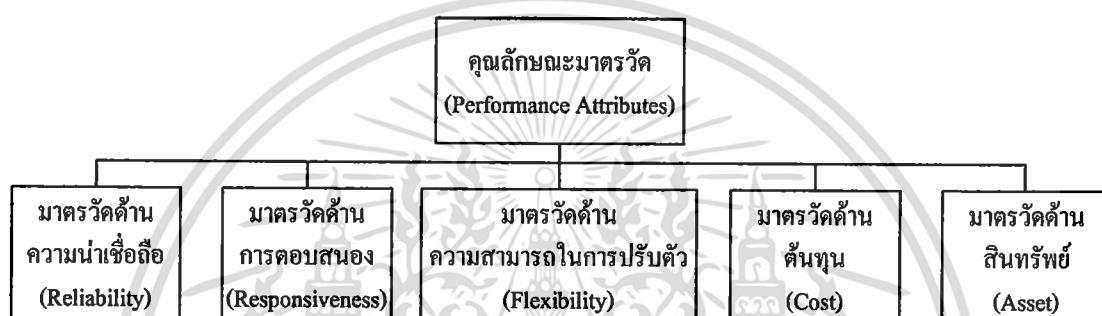 คุณลักษณะมาตรวัด
(Performance Attributes)
มาตรวัดด้าน
ความน่าเชื่อถือ
(Reliability)
มาตรวัดด้าน
การตอบสนอง
(Responsiveness)
มาตรวัดด้าน
ความสามารถในการปรับตัว
(Flexibility)
มาตรวัดด้าน
ต้นทุน
(Cost)
มาตรวัดด้าน
สินทรัพย์
(Asset)